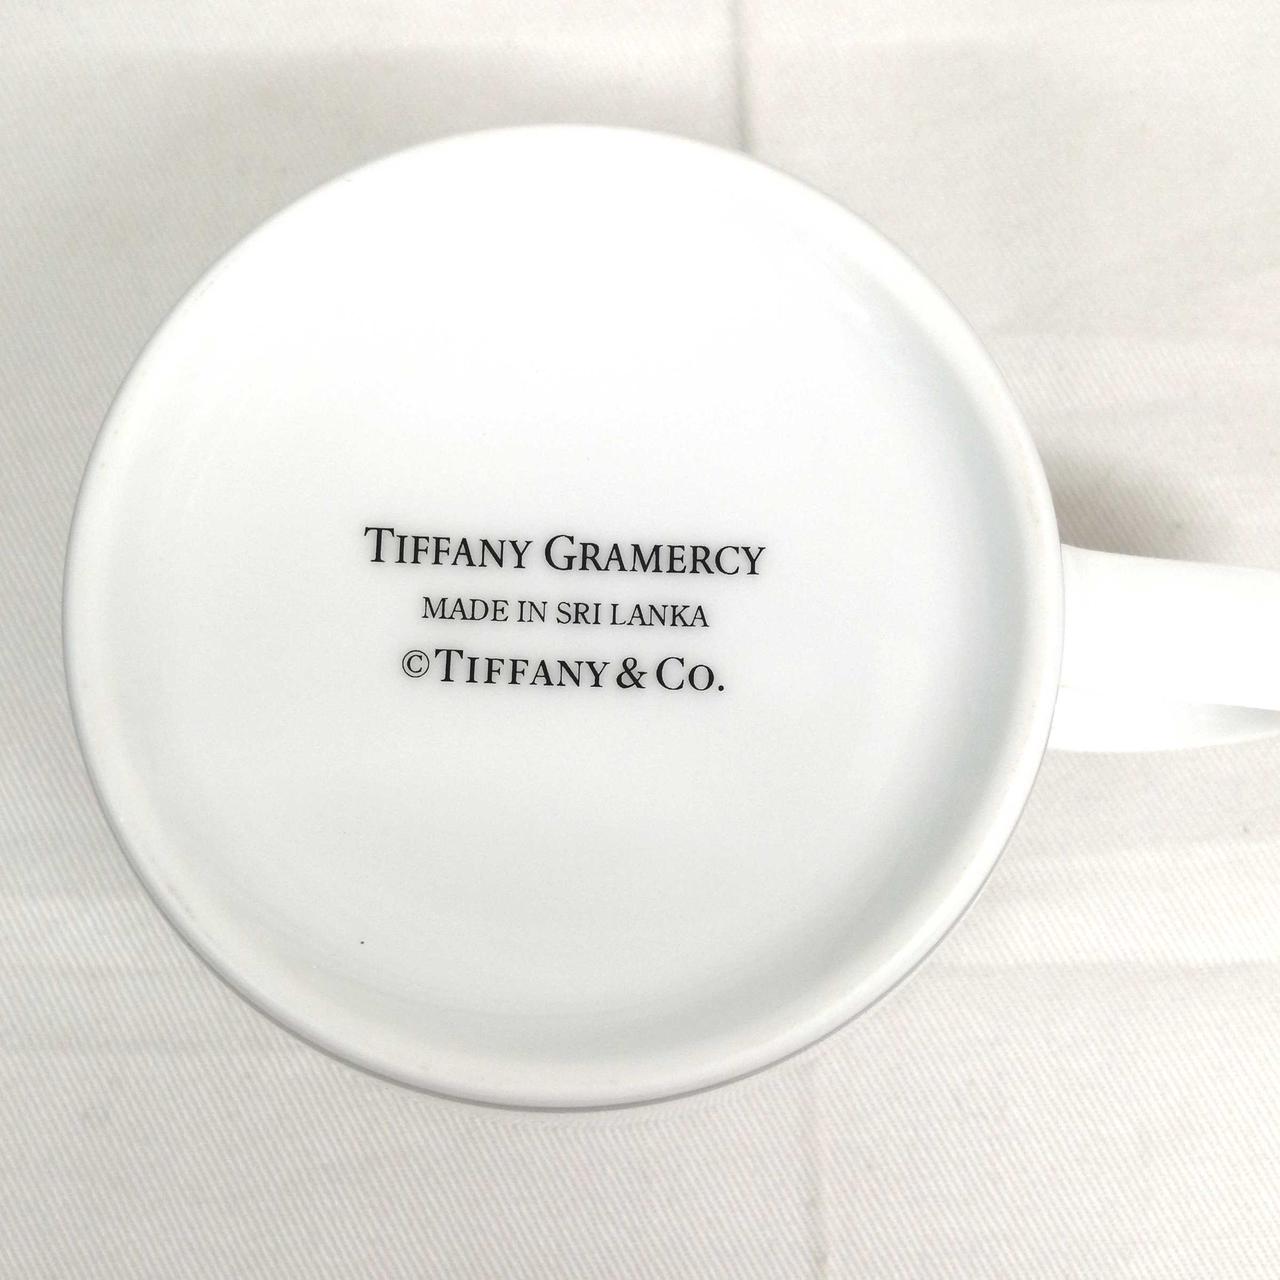 TIFFANY GRAMERCY
MADE IN SRI LANKA
©TIFFANY & CO.